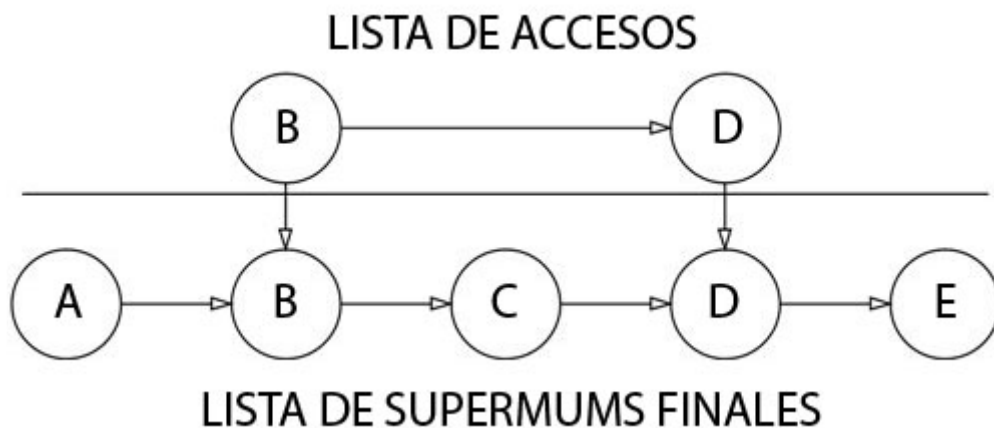 LISTA DE ACCESOS
B D
A B C D E
LISTA DE SUPERMUMS FINALES